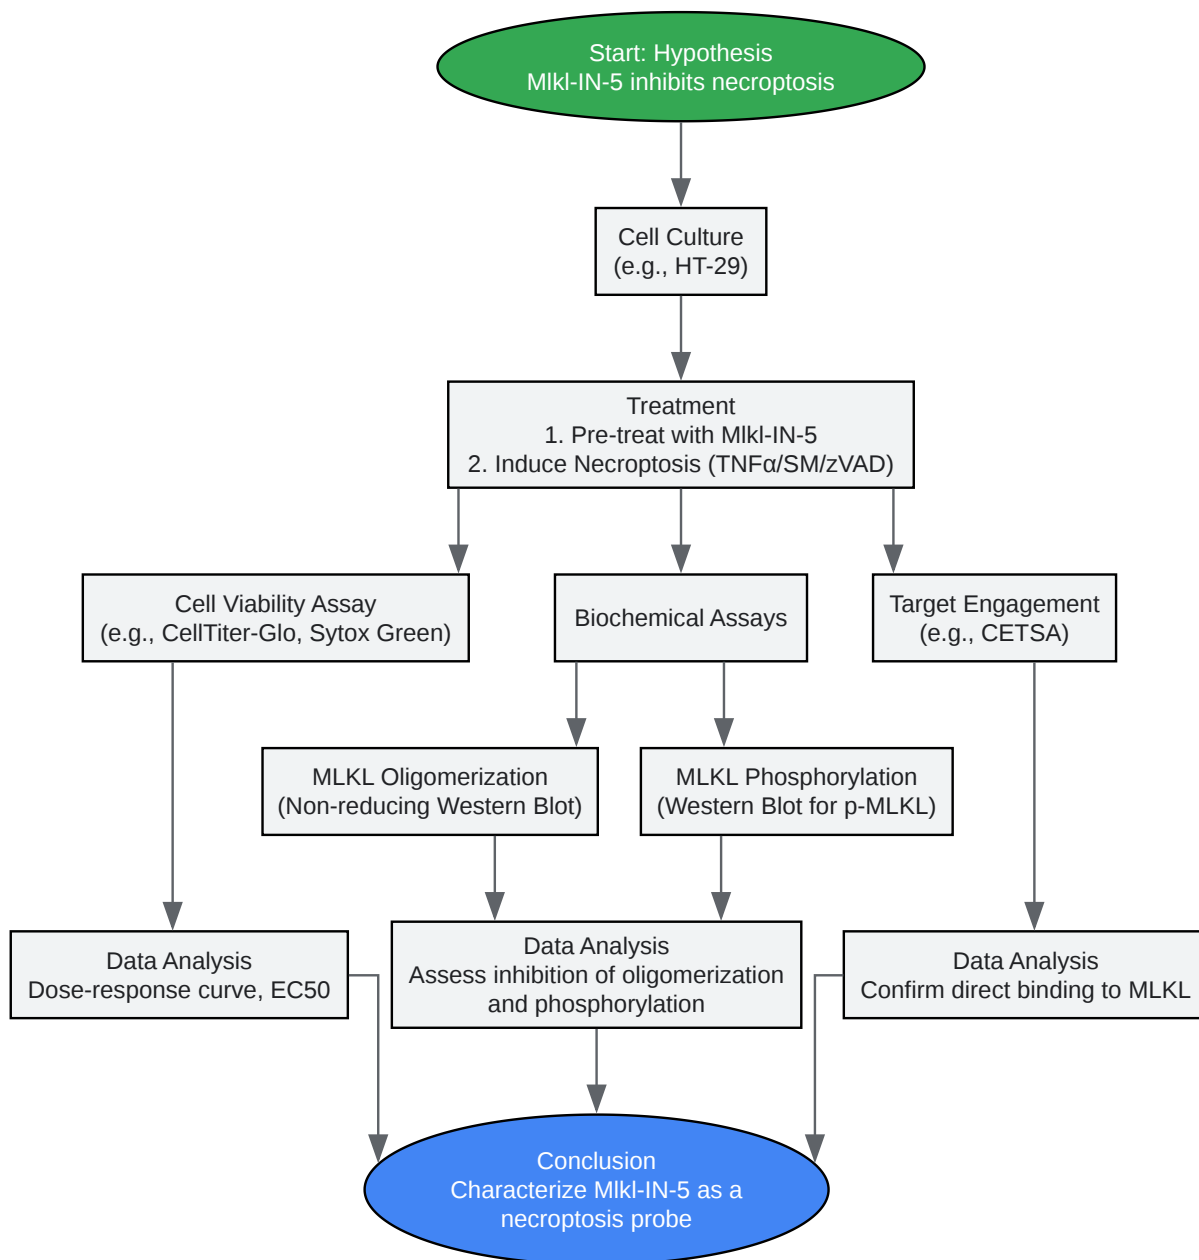 Start: Hypothesis
Mlkl-IN-5 inhibits necroptosis
Cell Culture
(e.g., HT-29)
Treatment
1. Pre-treat with Mlkl-IN-5
2. Induce Necroptosis (TNFα/SM/zVAD)
Cell Viability Assay
(e.g., CellTiter-Glo, Sytox Green)
Biochemical Assays
Target Engagement
(e.g., CETSA)
MLKL Oligomerization
(Non-reducing Western Blot)
MLKL Phosphorylation
(Western Blot for p-MLKL)
Data Analysis
Dose-response curve, EC50
Data Analysis
Assess inhibition of oligomerization
and phosphorylation
Data Analysis
Confirm direct binding to MLKL
Conclusion
Characterize Mlkl-IN-5 as a
necroptosis probe